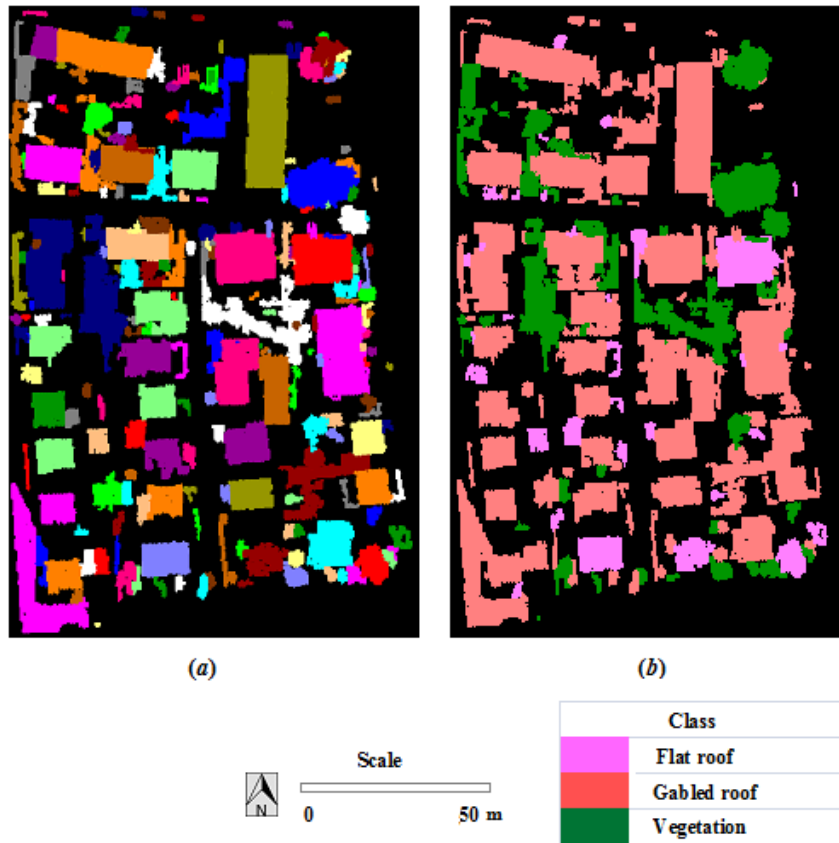 (a)
(b)
Scale
0 50 m
N
Class
Flat roof
Gabled roof
Vegetation